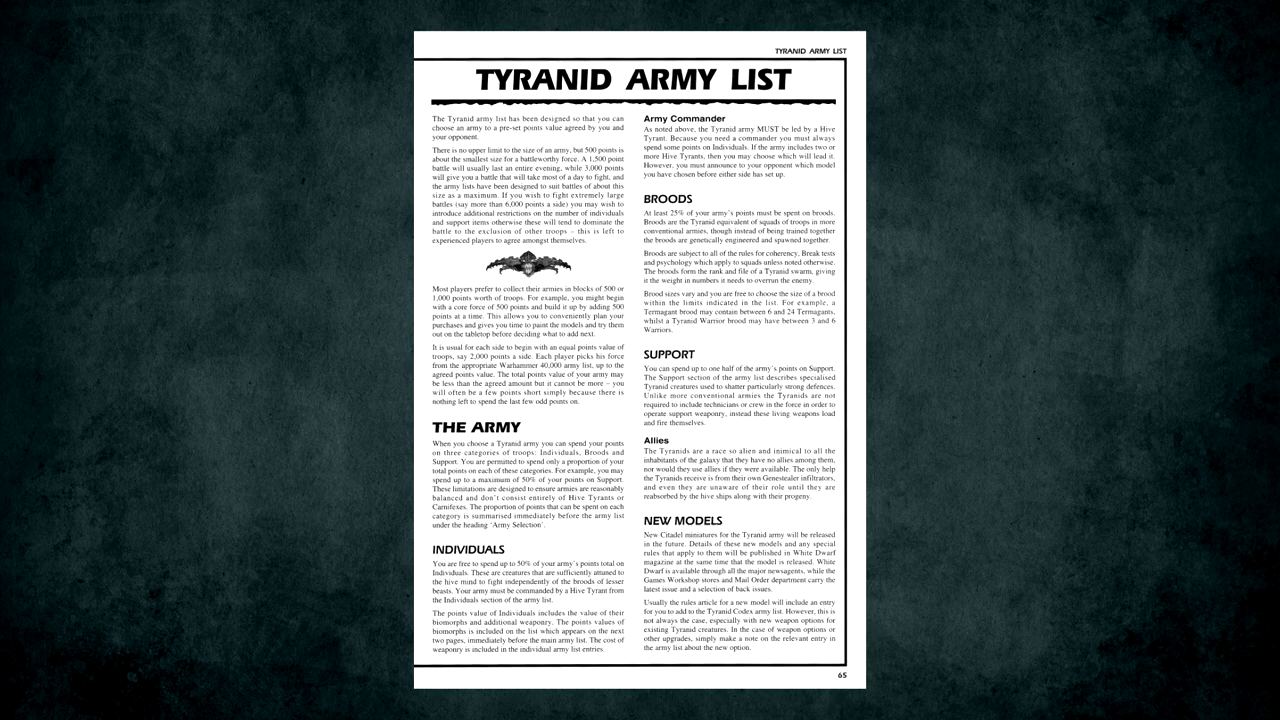 TYRANID ARMY LIST
TYRANID ARMY LIST
The Tyranid army list has been designed so that you can
choose an army to a pre-set points value agreed by you and
your opponent.
There is no upper limit to the size of an army, but 500 points is
about the smallest size for a battleworthy force. A 1,500 point
battle will usually last an entire evening, while 3,000 points
will give you a battle that will take most of a day to fight, and
the army lists have been designed to suit battles of about this
size as a maximum. If you wish to fight extremely large
battles (say more than 6,000 points a side) you may wish to
introduce additional restrictions on the number of individuals
and support items otherwise these will tend to dominate the
battle to the exclusion of other troops – this is left to
experienced players to agree amongst themselves.
Most players prefer to collect their armies in blocks of 500 or
1,000 points worth of troops. For example, you might begin
with a core force of 500 points and build it up by adding 500
points at a time. This allows you to conveniently plan your
purchases and gives you time to paint the models and try them
out on the tabletop before deciding what to add next.
It is usual for each side to begin with an equal points value of
troops, say 2,000 points a side. Each player picks his force
from the appropriate Warhammer 40,000 army list, up to the
agreed points value. The total points value of your army may
be less than the agreed amount but it cannot be more – you
will often be a few points short simply because there is
nothing left to spend the last few odd points on.
THE ARMY
When you choose a Tyranid army you can spend your points
on three categories of troops: Individuals, Broods and
Support. You are permitted to spend only a proportion of your
total points on each of these categories. For example, you may
spend up to a maximum of 50% of your points on Support.
These limitations are designed to ensure armies are reasonably
balanced and don't consist entirely of Hive Tyrants or
Carnifexes. The proportion of points that can be spent on each
category is summarised immediately before the army list
under the heading 'Army Selection'.
INDIVIDUALS
You are free to spend up to 50% of your army's points total on
Individuals. These are creatures that are sufficiently attuned to
the hive mind to fight independently of the broods of lesser
beasts. Your army must be commanded by a Hive Tyrant from
the Individuals section of the army list.
The points value of Individuals includes the value of their
biomorphs and additional weaponry. The points values of
biomorphs is included on the list which appears on the next
two pages, immediately before the main army list. The cost of
weaponry is included in the individual army list entries.
Army Commander
As noted above, the Tyranid army MUST be led by a Hive
Tyrant. Because you need a commander you must always
spend some points on Individuals. If the army includes two or
more Hive Tyrants, then you may choose which will lead it.
However, you must announce to your opponent which model
you have chosen before either side has set up.
BROODS
At least 25% of your army's points must be spent on broods.
Broods are the Tyranid equivalent of squads of troops in more
conventional armies, though instead of being trained together
the broods are genetically engineered and spawned together.
Broods are subject to all of the rules for coherency, Break tests
and psychology which apply to squads unless noted otherwise.
The broods form the rank and file of a Tyranid swarm, giving
it the weight in numbers it needs to overrun the enemy.
Brood sizes vary and you are free to choose the size of a brood
within the limits indicated in the list. For example, a
Termagant brood may contain between 6 and 24 Termagants,
whilst a Tyranid Warrior brood may have between 3 and 6
Warriors.
SUPPORT
You can spend up to one half of the army's points on Support.
The Support section of the army list describes specialised
Tyranid creatures used to shatter particularly strong defences.
Unlike more conventional armies the Tyranids are not
required to include technicians or crew in the force in order to
operate support weaponry, instead these living weapons load
and fire themselves.
Allies
The Tyranids are a race so alien and inimical to all the
inhabitants of the galaxy that they have no allies among them,
nor would they use allies if they were available. The only help
the Tyranids receive is from their own Genestealer infiltrators,
and even they are unaware of their role until they are
reabsorbed by the hive ships along with their progeny.
NEW MODELS
New Citadel miniatures for the Tyranid army will be released
in the future. Details of these new models and any special
rules that apply to them will be published in White Dwarf
magazine at the same time that the model is released. White
Dwarf is available through all the major newsagents, while the
Games Workshop stores and Mail Order department carry the
latest issue and a selection of back issues.
Usually the rules article for a new model will include an entry
for you to add to the Tyranid Codex army list. However, this is
not always the case, especially with new weapon options for
existing Tyranid creatures. In the case of weapon options or
other upgrades, simply make a note on the relevant entry in
the army list about the new option.
65